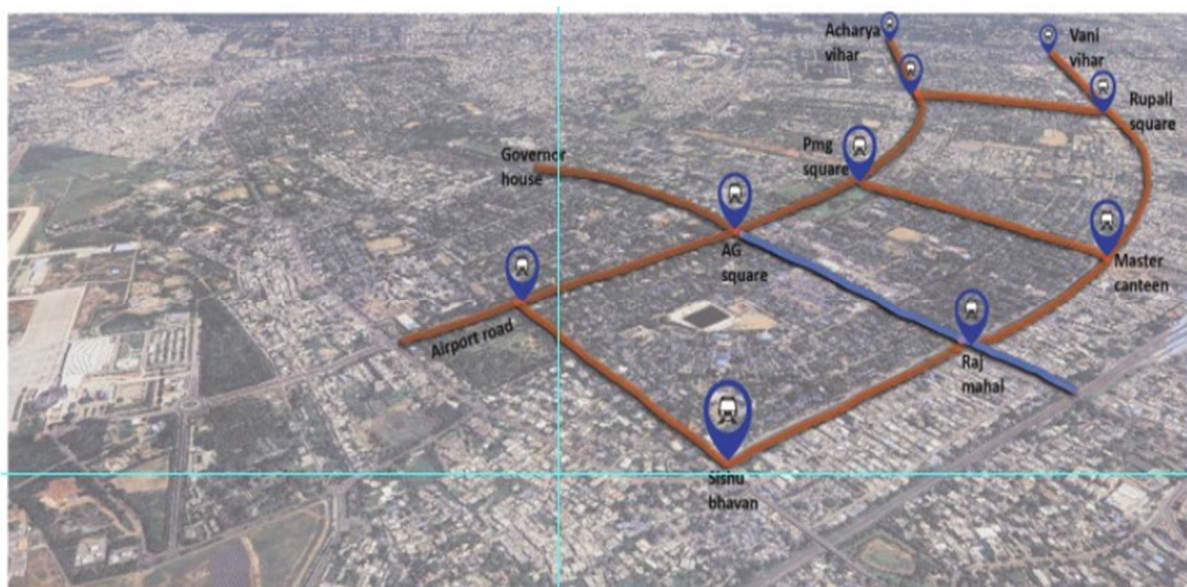 Acharya
vihar
Vani
vihar
Rupali
square
Pmg
square
Governor
house
AG
square
Master
canteen
Airport road
Raj
mahal
Sishu
bhavan